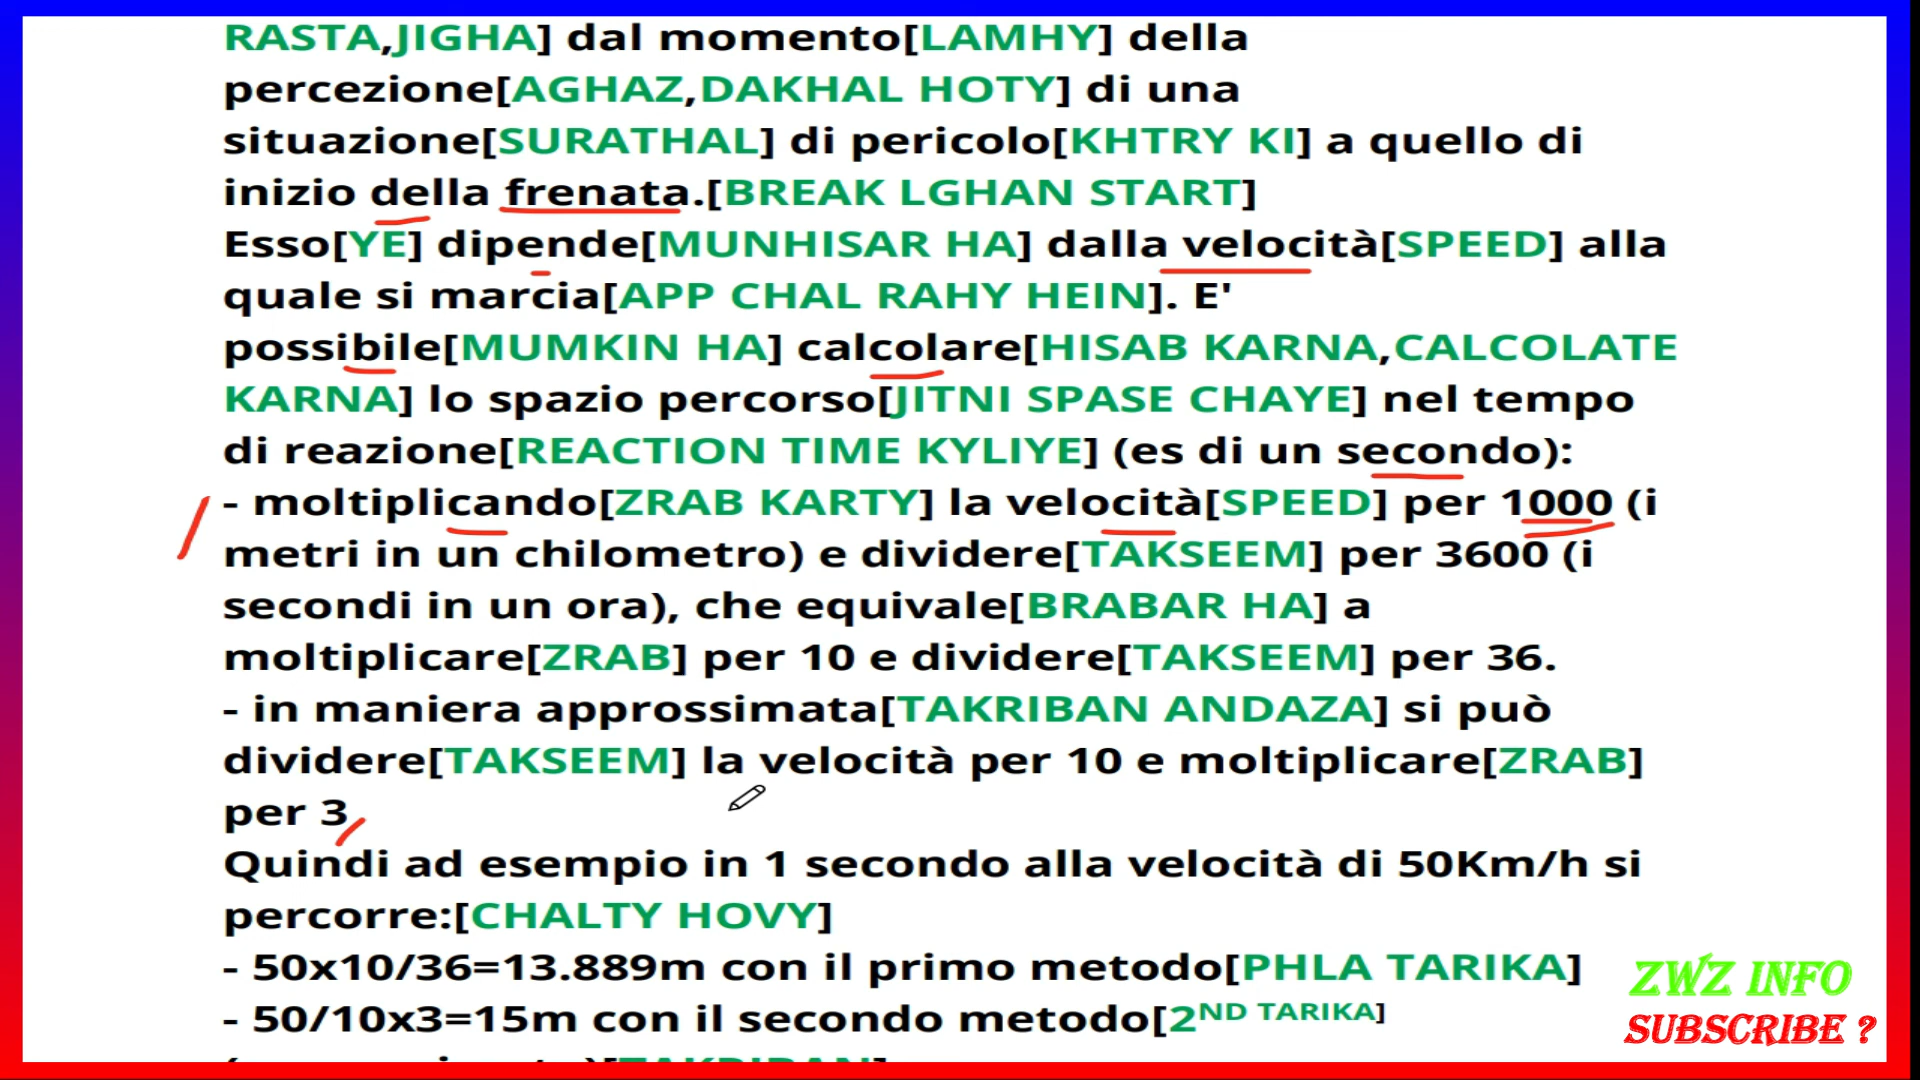 RASTA,JIGHA] dal momento[LAMHY] della
percezione[AGHAZ,DAKHAL HOTY] di una
situazione[SURATHAL] di pericolo[KHTRY KI] a quello di
inizio della frenata.[BREAK LGHAN START]
Esso[YE] dipende[MUNHISAR HA] dalla velocità[SPEED] alla
quale si marcia[APP CHAL RAHY HEIN]. E'
possibile[MUMKIN HA] calcolare[HISAB KARNA,CALCOLATE
KARNA] lo spazio percorso[JITNI SPASE CHAYE] nel tempo
di reazione[REACTION TIME KYLIYE] (es di un secondo):
- moltiplicando[ZRAB KARTY] la velocità[SPEED] per 1000 (i
metri in un chilometro) e dividere[TAKSEEM] per 3600 (i
secondi in un ora), che equivale[BRABAR HA] a
moltiplicare[ZRAB] per 10 e dividere[TAKSEEM] per 36.
- in maniera approssimata[TAKRIBAN ANDAZA] si può
dividere[TAKSEEM] la velocità per 10 e moltiplicare[ZRAB]
per 3
Quindi ad esempio in 1 secondo alla velocità di 50Km/h si
percorre:[CHALTY HOVY]
- 50x10/36=13.889m con il primo metodo[PHLA TARIKA]
- 50/10x3=15m con il secondo metodo[2ND TARIKA]
ZWZ INFO
SUBSCRIBE ?